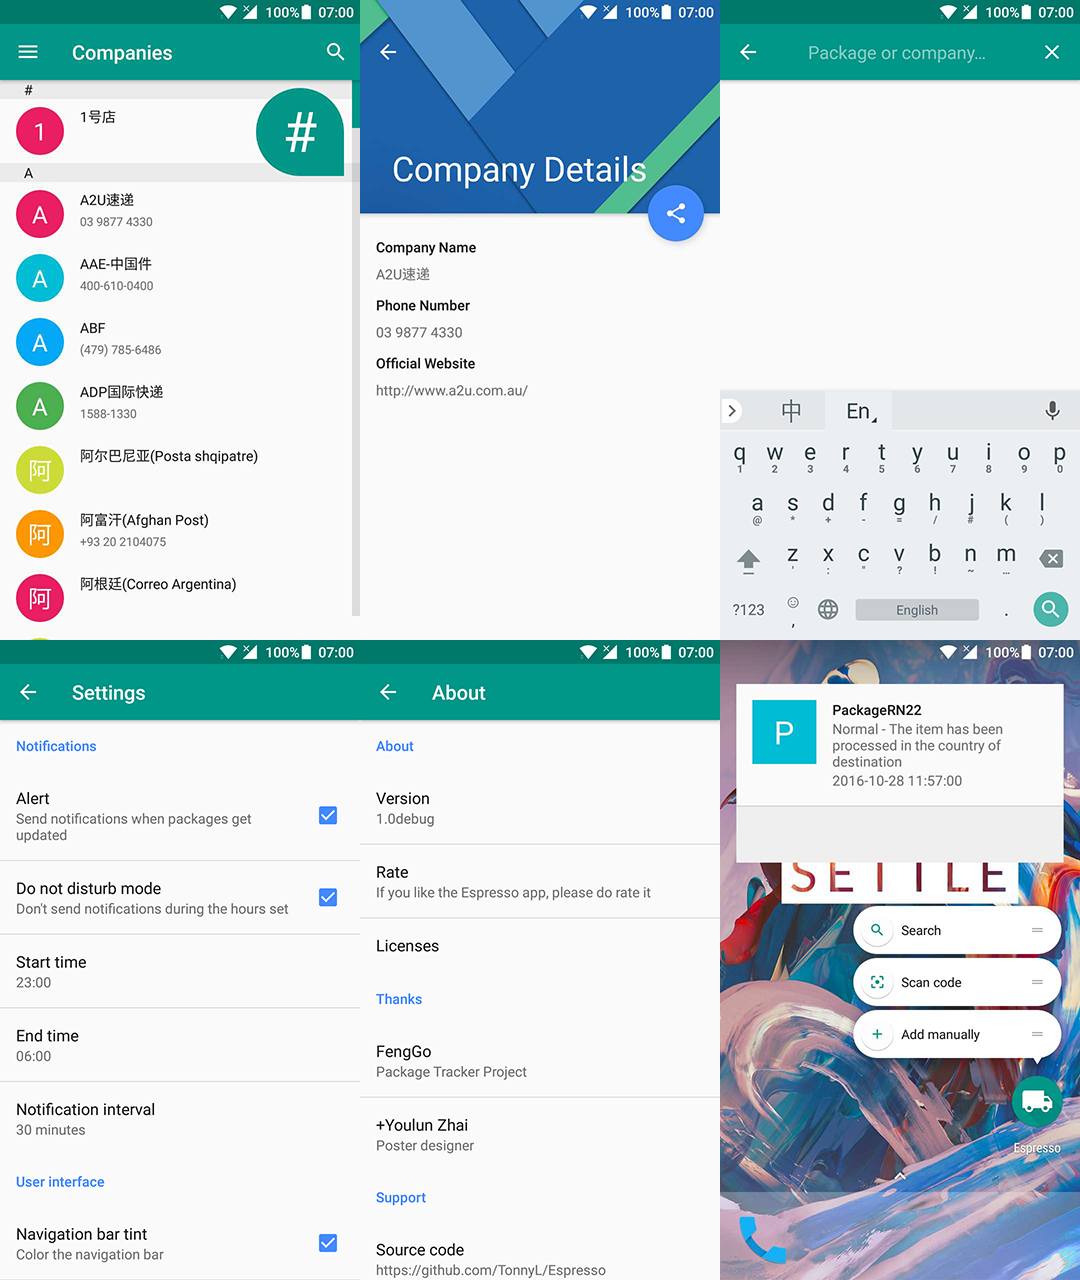 100% 07:00
Companies
#
1
1号店
#
A
A
A2U速递
03 9877 4330
A
AAE-中国件
400-610-0400
A
ABF
(479) 785-6486
A
ADP国际快递
1588-1330
阿
阿尔巴尼亚(Posta shqipatre)
阿
阿富汗(Afghan Post)
+93 20 2104075
阿
阿根廷(Correo Argentina)
100% 07:00
Company Details
Company Name
A2U速递
Phone Number
03 9877 4330
Official Website
http://www.a2u.com.au/
100% 07:00
Package or company...
中 En
q w e r t y u i o p
1 2 3 4 5 6 7 8 9 0
a s d f g h j k l
@ * + - = / # ( )
z x c v b n m
' : " ? ! ~ ...
?123 , English .
100% 07:00
Settings
Notifications
Alert
Send notifications when packages get
updated
Do not disturb mode
Don't send notifications during the hours set
Start time
23:00
End time
06:00
Notification interval
30 minutes
User interface
Navigation bar tint
Color the navigation bar
100% 07:00
About
About
Version
1.0debug
Rate
If you like the Espresso app, please do rate it
Licenses
Thanks
FengGo
Package Tracker Project
+Youlun Zhai
Poster designer
Support
Source code
https://github.com/TonnyL/Espresso
100% 07:00
P
PackageRN22
Normal - The item has been
processed in the country of
destination
2016-10-28 11:57:00
SETTLE
Search
Scan code
Add manually
Espresso